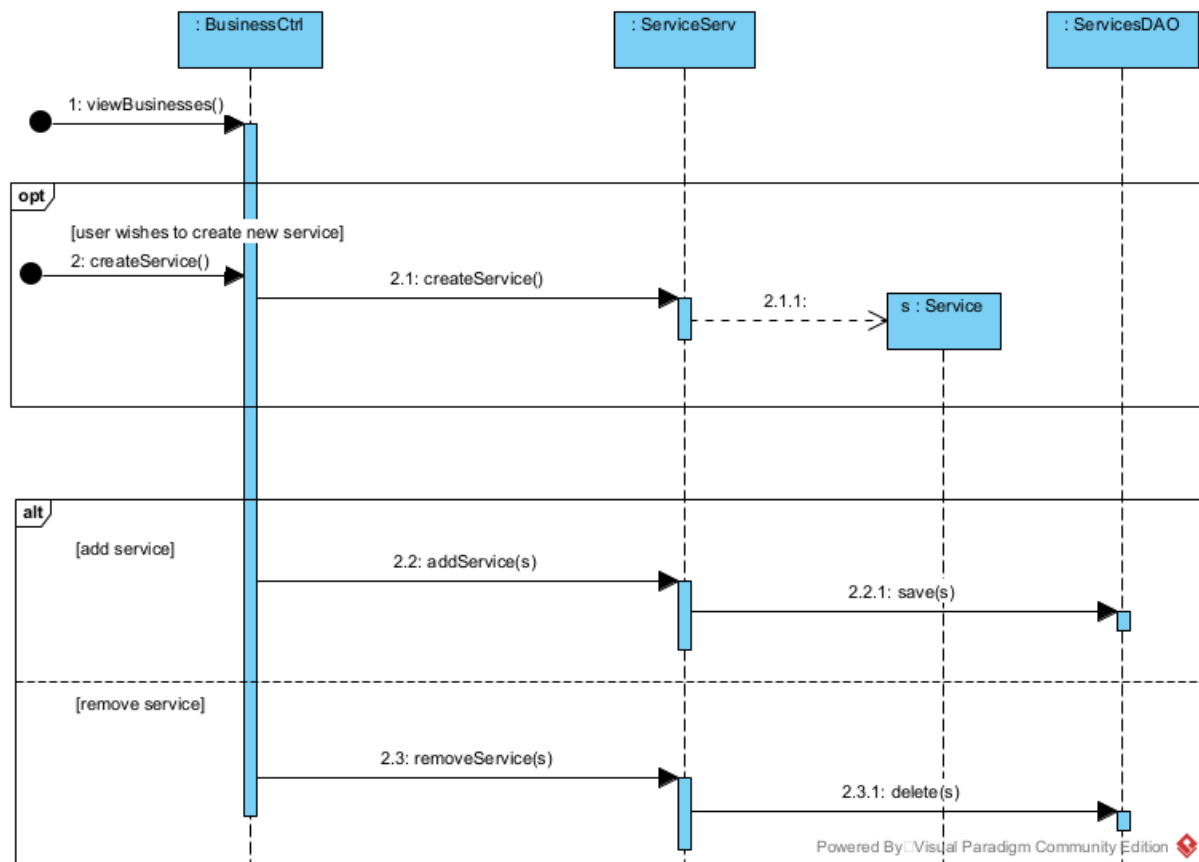 : BusinessCtrl
: ServiceServ
: ServicesDAO
1: viewBusinesses()
opt
[user wishes to create new service]
2: createService()
2.1: createService()
2.1.1:
s : Service
alt
[add service]
2.2: addService(s)
2.2.1: save(s)
[remove service]
2.3: removeService(s)
2.3.1: delete(s)
Powered By Visual Paradigm Community Edition